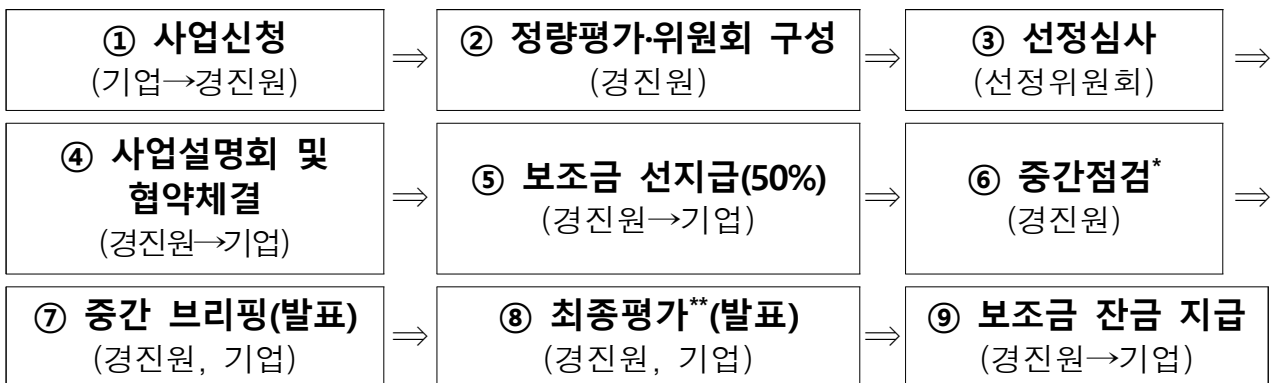 ① 사업신청
(기업→경진원)
⇒
② 정량평가·위원회 구성
(경진원)
⇒
③ 선정심사
(선정위원회)
⇒
④ 사업설명회 및
협약체결
(경진원→기업)
⇒
⑤ 보조금 선지급(50%)
(경진원→기업)
⇒
⑥ 중간점검*
(경진원)
⇒
⑦ 중간 브리핑(발표)
(경진원, 기업)
⇒
⑧ 최종평가**(발표)
(경진원, 기업)
⇒
⑨ 보조금 잔금 지급
(경진원→기업)